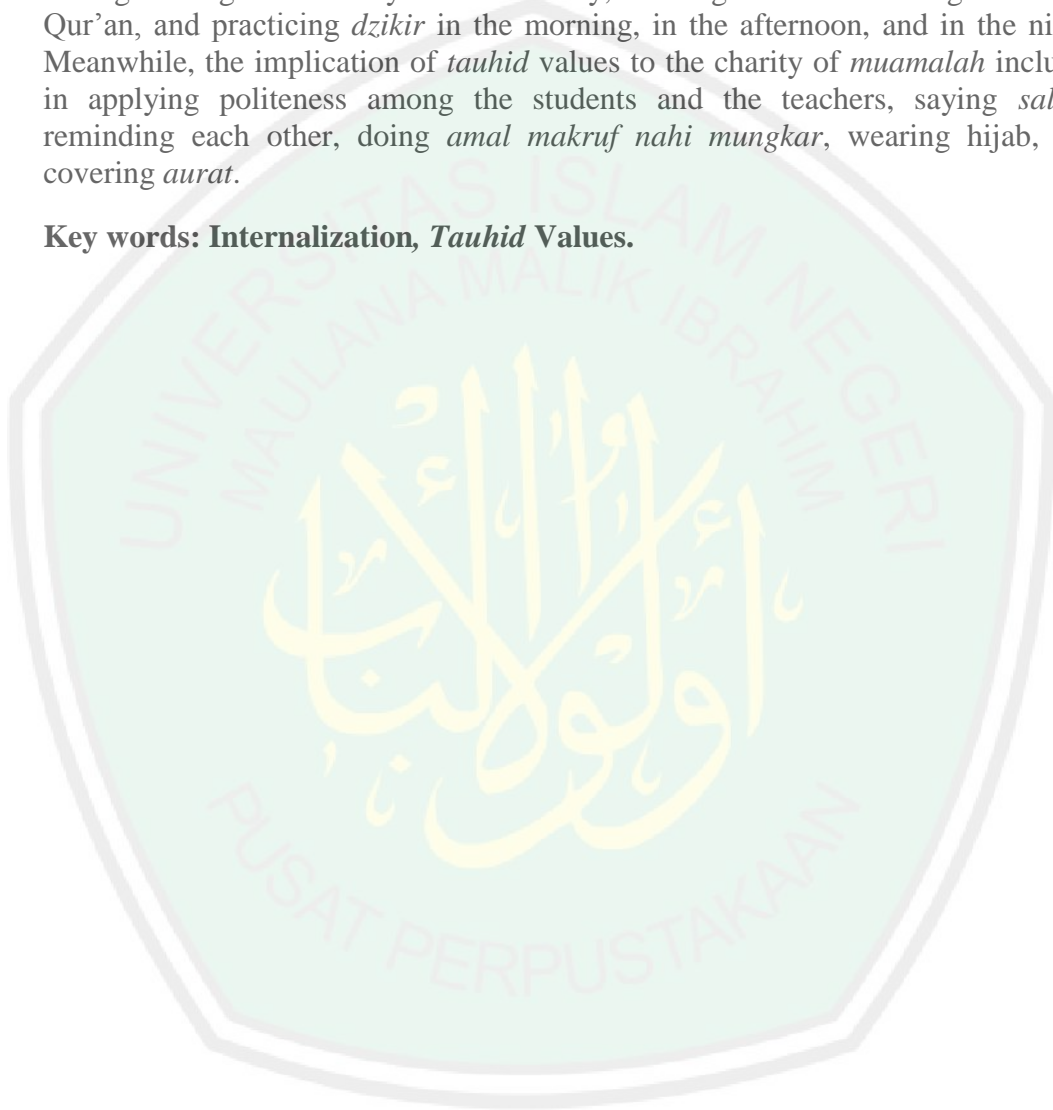 Qur'an, and practicing dzikir in the morning, in the afternoon, and in the
Meanwhile, the implication of tauhid values to the charity of muamalah
in applying politeness among the students and the teachers, saying
reminding each other, doing amal makruf nahi mungkar, wearing hijab,
covering aurat.
Key words: Internalization, Tauhid Values.
UNIVERSITAS ISLAM NEGERI
MAULANA MALIK IBRAHIM
أولوا الألباب
PUSAT PERPUSTAKAAN